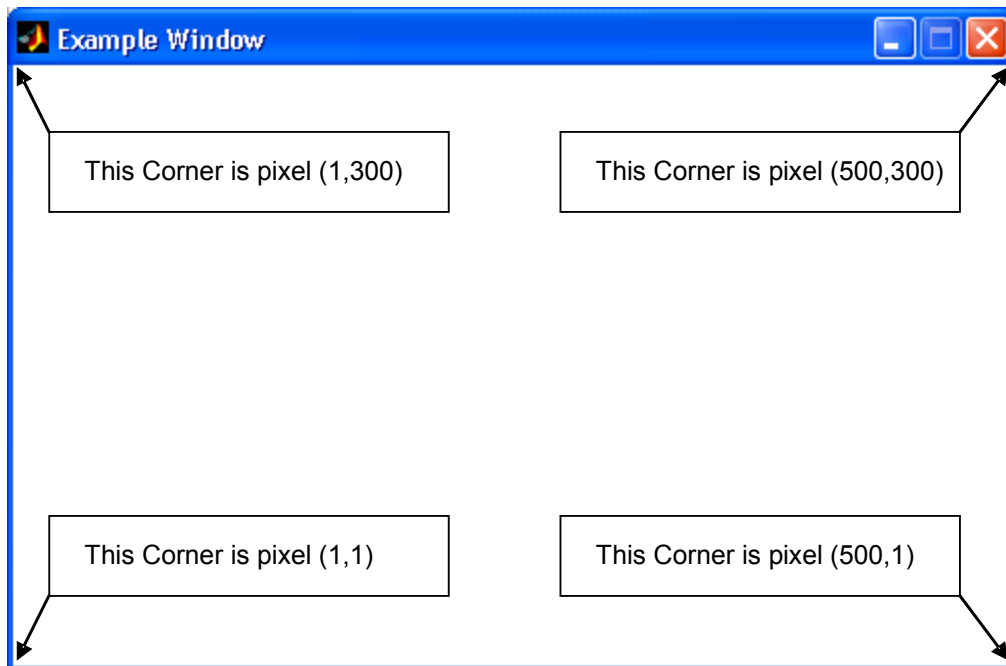 Example Window
This Corner is pixel (1,300)
This Corner is pixel (500,300)
This Corner is pixel (1,1)
This Corner is pixel (500,1)